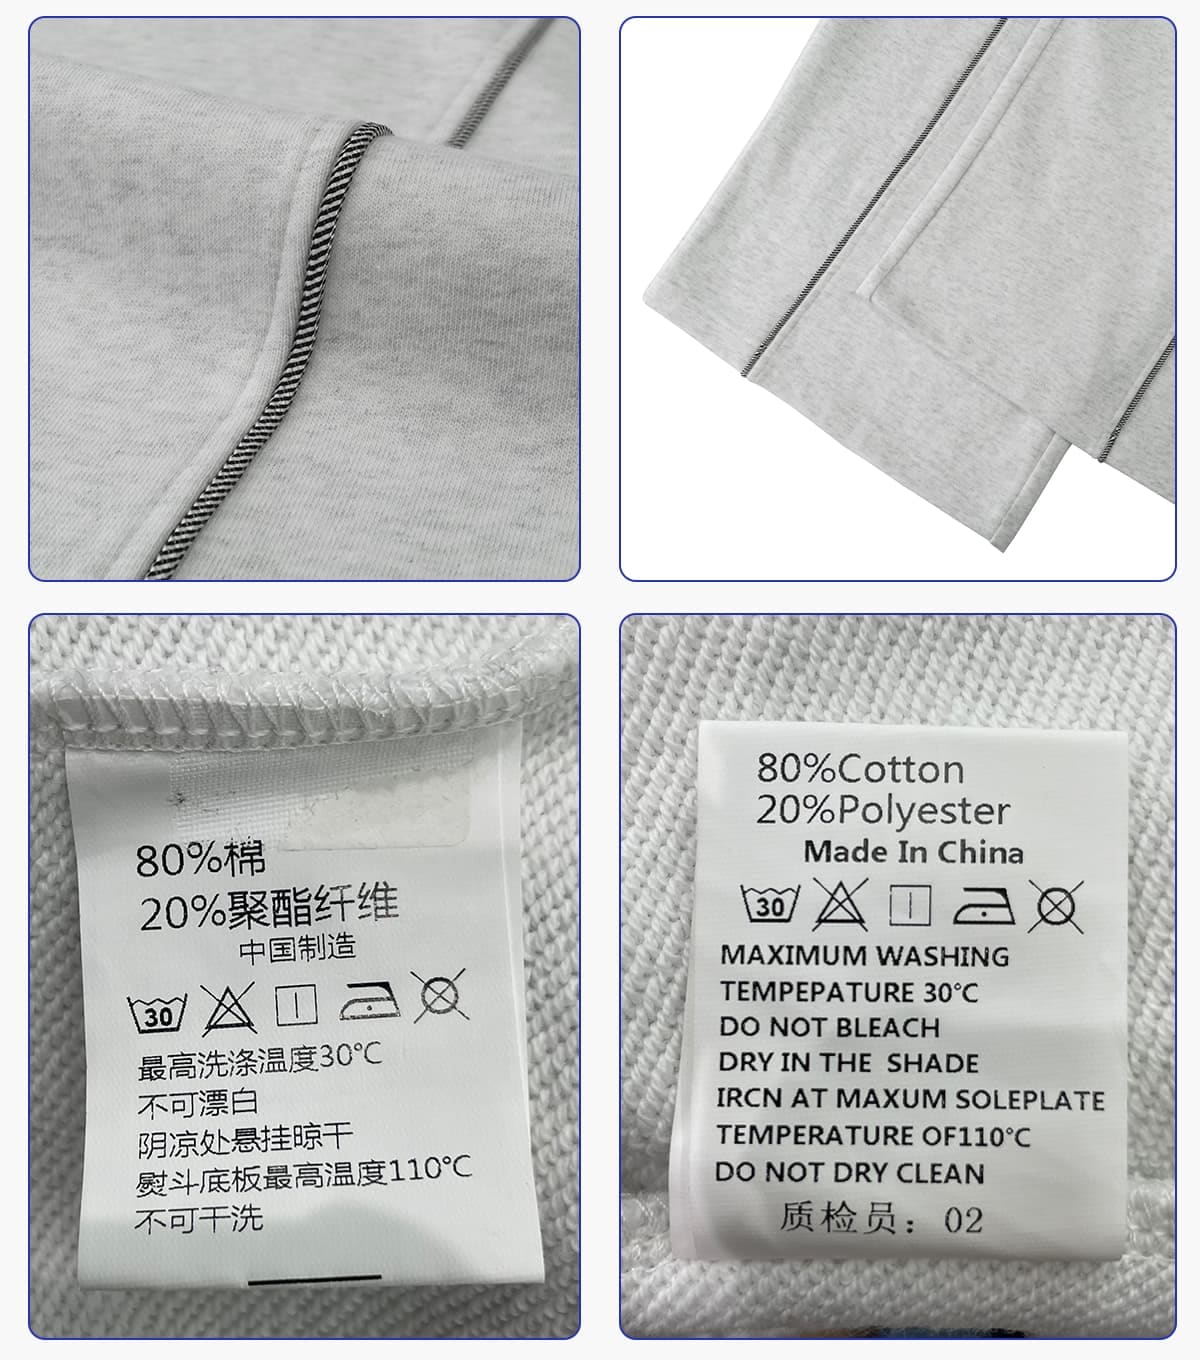 80%棉
20%聚酯纤维
中国制造
30
最高洗涤温度30°C
不可漂白
阴凉处悬挂晾干
熨斗底板最高温度110°C
不可干洗
80%Cotton
20%Polyester
Made In China
30
MAXIMUM WASHING
TEMPEPATURE 30°C
DO NOT BLEACH
DRY IN THE SHADE
IRCN AT MAXUM SOLEPLATE
TEMPERATURE OF110°C
DO NOT DRY CLEAN
质检员：02